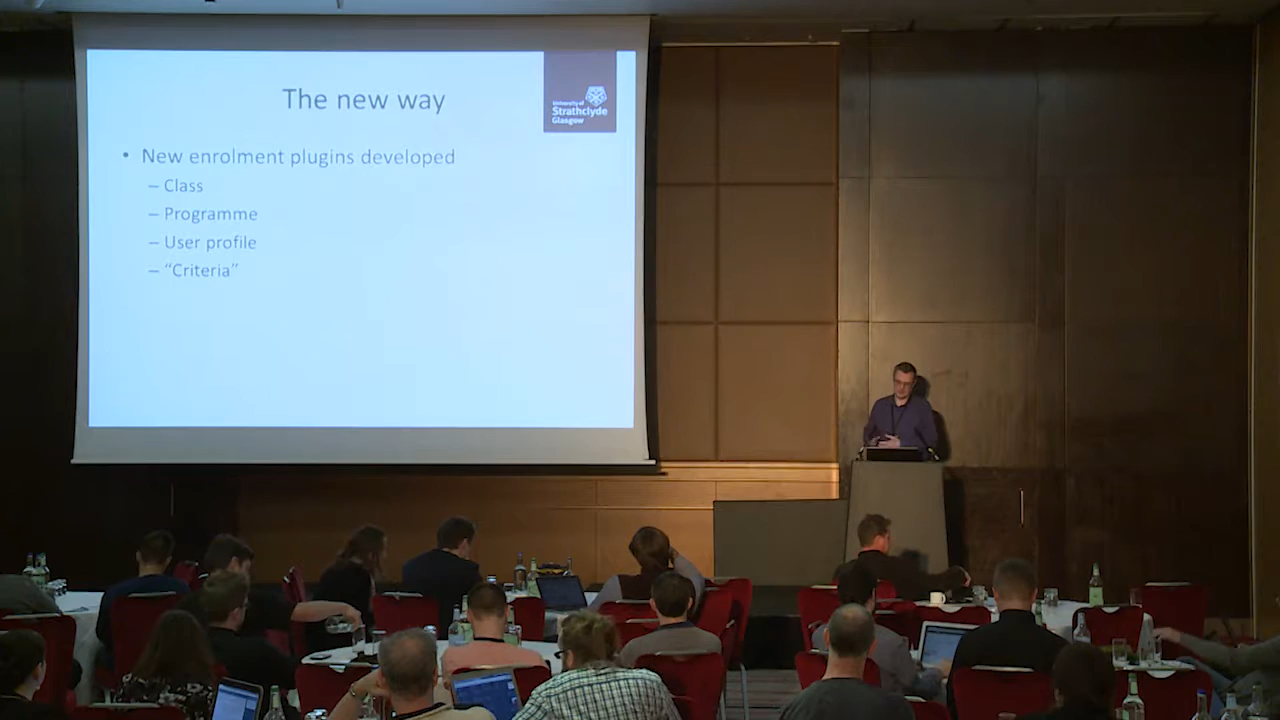 The new way
University of
Strathclyde
Glasgow
• New enrolment plugins developed
– Class
– Programme
– User profile
– “Criteria”